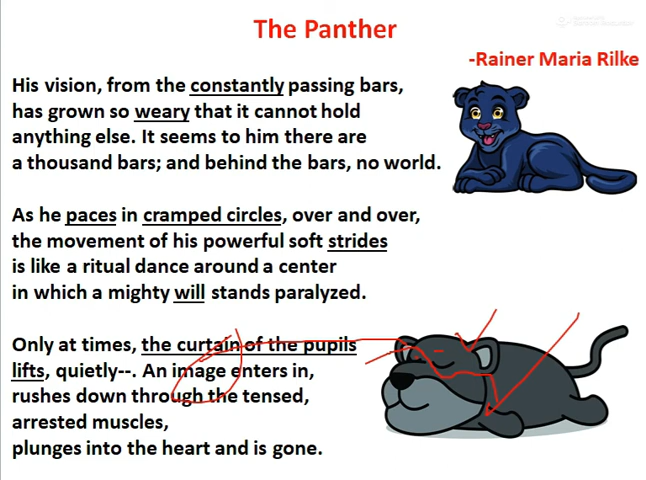 The Panther
-Rainer Maria Rilke
His vision, from the constantly passing bars,
has grown so weary that it cannot hold
anything else. It seems to him there are
a thousand bars; and behind the bars, no world.
As he paces in cramped circles, over and over,
the movement of his powerful soft strides
is like a ritual dance around a center
in which a mighty will stands paralyzed.
Only at times, the curtain of the pupils
lifts, quietly--. An image enters in,
rushes down through the tensed,
arrested muscles,
plunges into the heart and is gone.